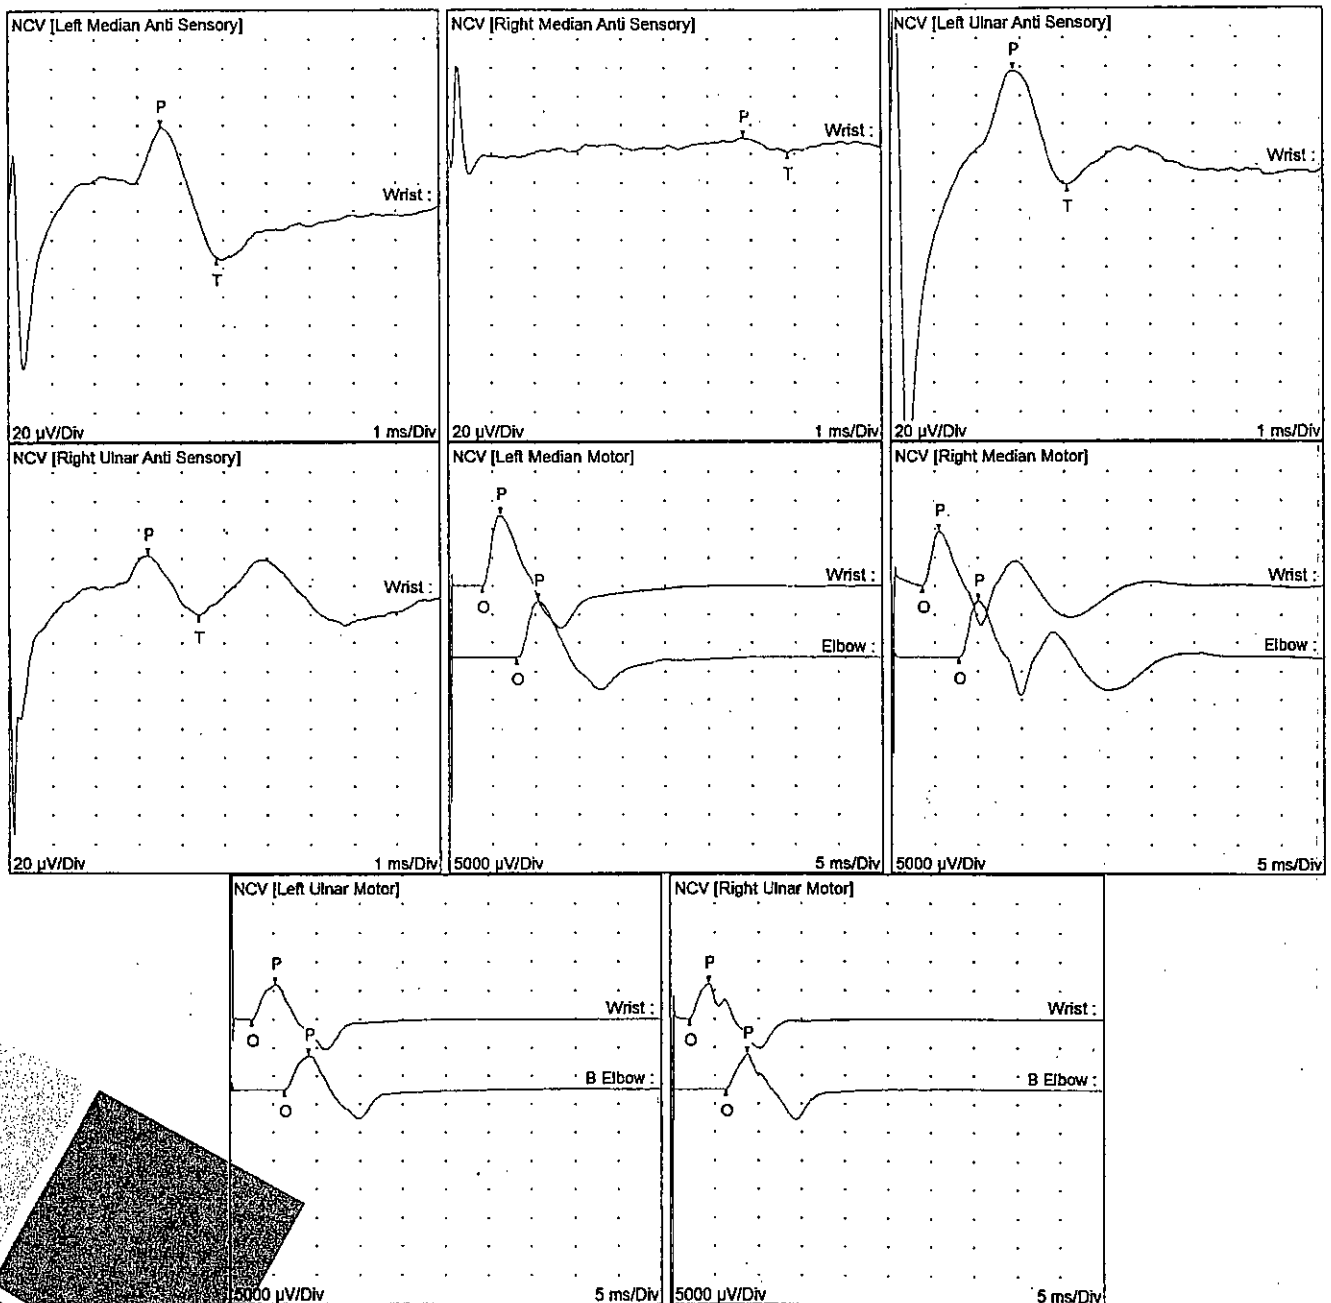 NCV [Left Median Anti Sensory]
P
Wrist :
T
20 µV/Div 1 ms/Div
NCV [Right Median Anti Sensory]
P
Wrist :
T
20 µV/Div 1 ms/Div
NCV [Left Ulnar Anti Sensory]
P
Wrist :
T
20 µV/Div 1 ms/Div
NCV [Right Ulnar Anti Sensory]
P
Wrist :
T
20 µV/Div 1 ms/Div
NCV [Left Median Motor]
P
Wrist :
P
O
Elbow :
O
5000 µV/Div 5 ms/Div
NCV [Right Median Motor]
P
Wrist :
P
O
Elbow :
O
5000 µV/Div 5 ms/Div
NCV [Left Ulnar Motor]
P
Wrist :
P
O
B Elbow :
O
5000 µV/Div 5 ms/Div
NCV [Right Ulnar Motor]
P
Wrist :
P
O
B Elbow :
O
5000 µV/Div 5 ms/Div